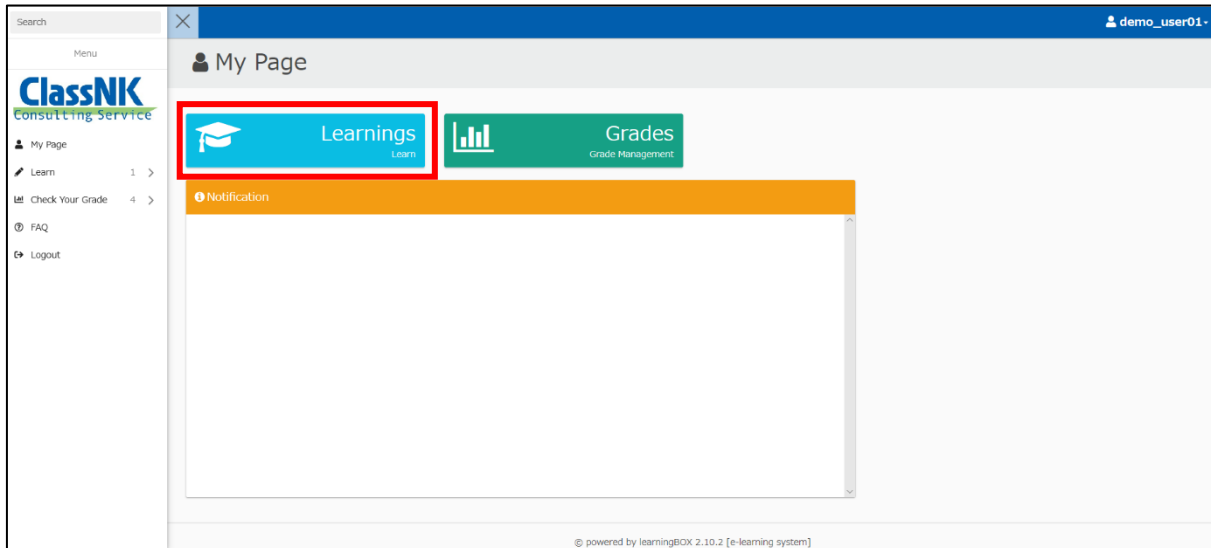 Search
Menu
ClassNK
Consulting Service
My Page
Learn 1
Check Your Grade 4
FAQ
Logout
demo_user01
My Page
Learnings
Learn
Grades
Grade Management
Notification
© powered by learningBOX 2.10.2 [e-learning system]